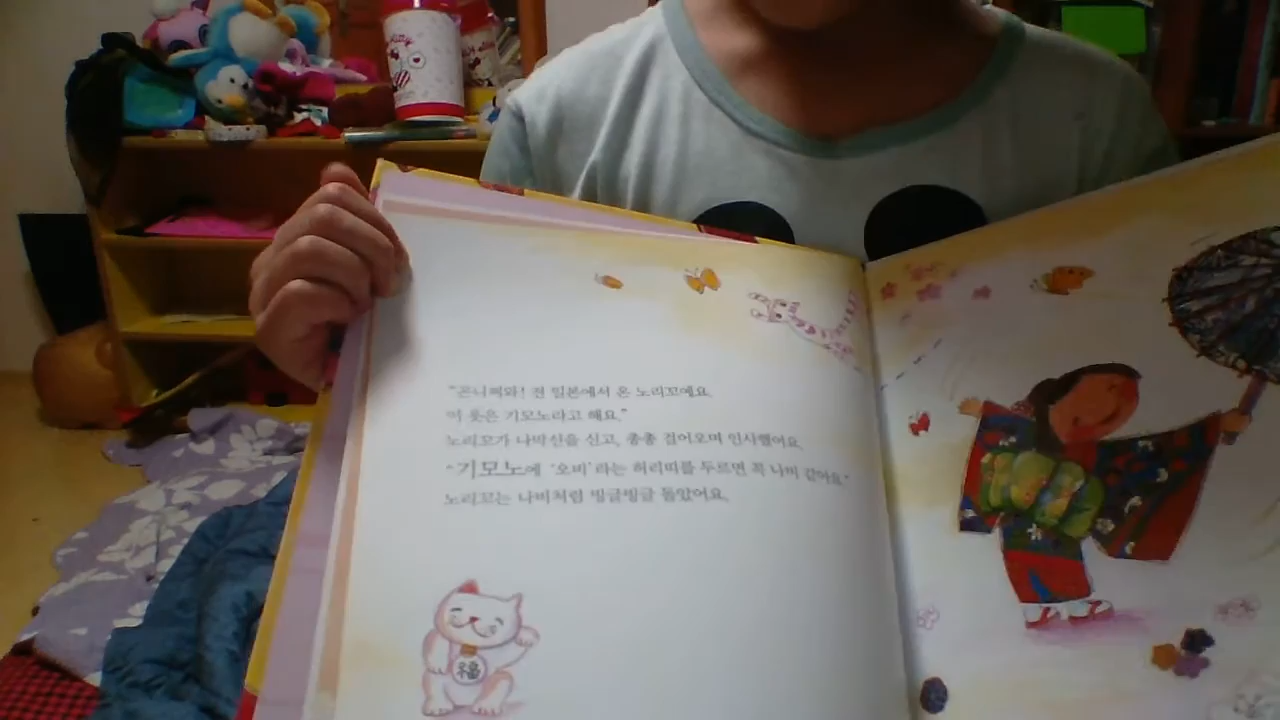 "곤니찌와! 전 일본에서 온 노리꼬예요.
이 옷은 기모노라고 해요."
노리꼬가 나막신을 신고, 종종 걸어오며 인사했어요.
"기모노에 '오비'라는 허리띠를 두르면 꼭 나비 같아요."
노리꼬는 나비처럼 빙글빙글 돌았어요.
福